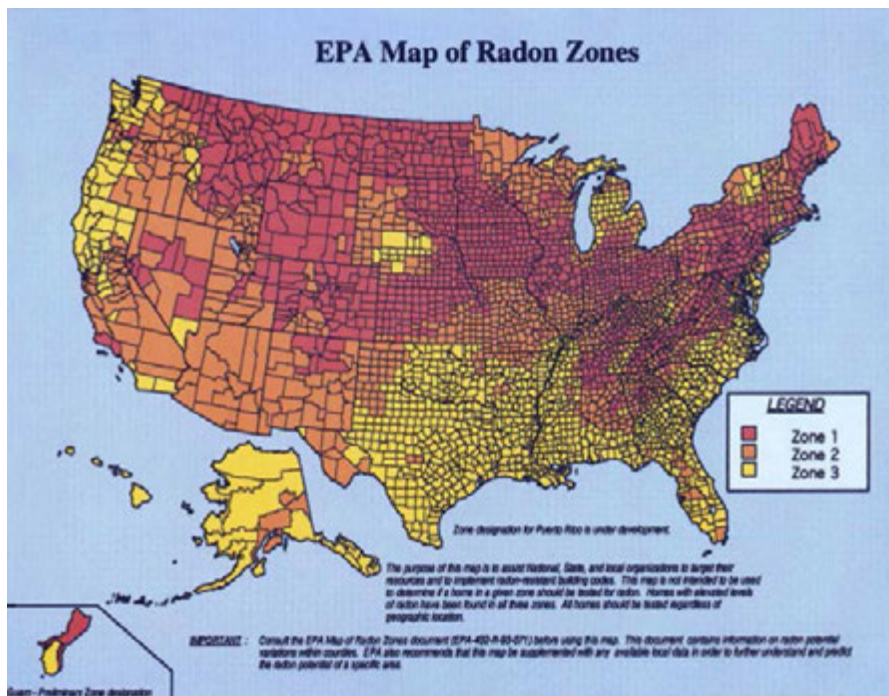 EPA Map of Radon Zones
LEGEND
Zone 1
Zone 2
Zone 3
Zone designation for Puerto Rico is under development.
The purpose of this map is to assist National, State, and local organizations to target their
resources and to implement radon-resistant building codes. This map is not intended to be used
to determine if a home in a given zone should be tested for radon. Homes with elevated levels
of radon have been found in all three zones. All homes should be tested regardless of
geographic location.
IMPORTANT : Consult the EPA Map of Radon Zones document (EPA-402-R-93-071) before using this map. This document contains information on radon potential
variations within counties. EPA also recommends that this map be supplemented with any available local data in order to further understand and predict
the radon potential of a specific area.
Guam - Preliminary Zone designation